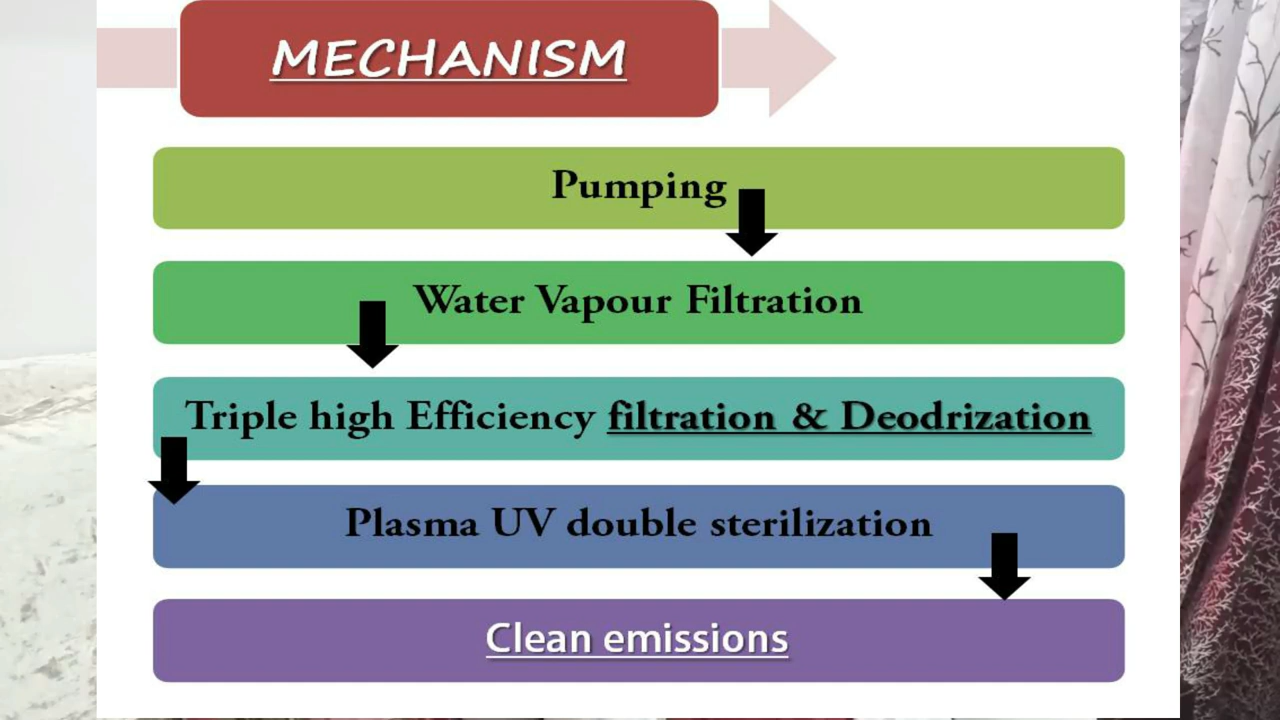 MECHANISM
Pumping
Water Vapour Filtration
Triple high Efficiency filtration & Deodrization
Plasma UV double sterilization
Clean emissions